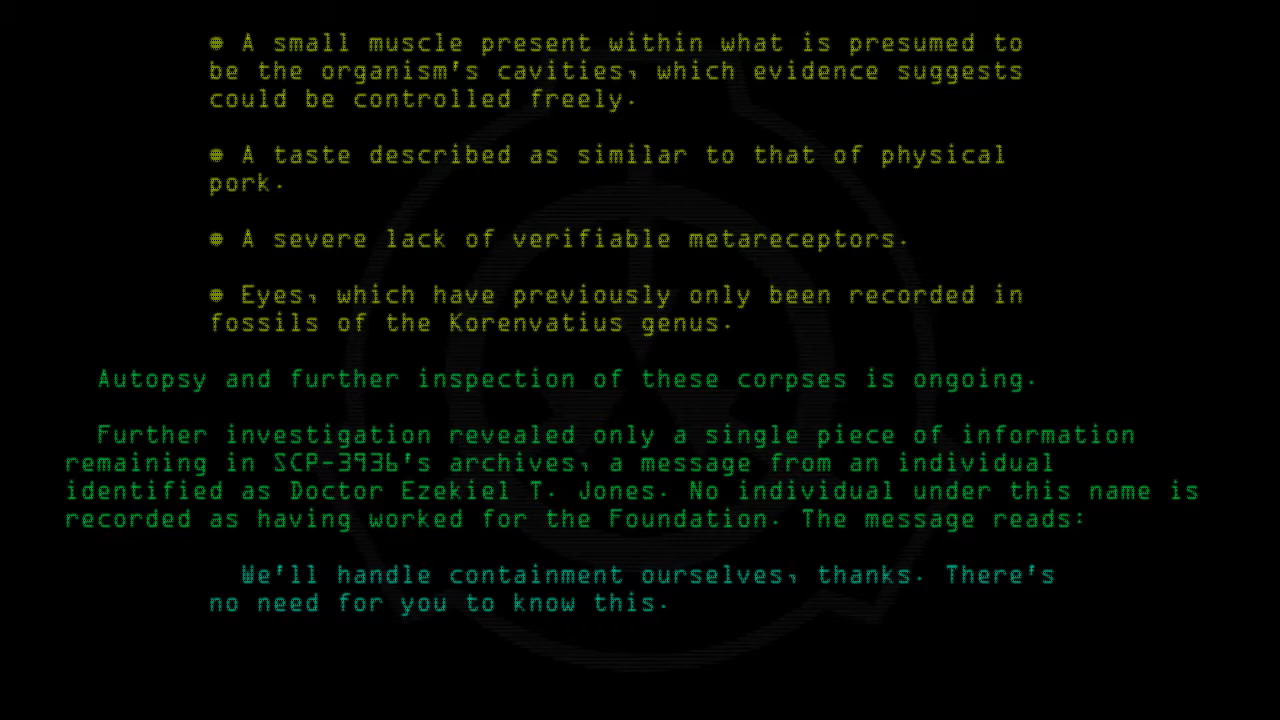 ● A small muscle present within what is presumed to
be the organism's cavities, which evidence suggests
could be controlled freely.
● A taste described as similar to that of physical
pork.
● A severe lack of verifiable metareceptors.
● Eyes, which have previously only been recorded in
fossils of the Korenvatius genus.
Autopsy and further inspection of these corpses is ongoing.
Further investigation revealed only a single piece of information
remaining in SCP-3936's archives, a message from an individual
identified as Doctor Ezekiel T. Jones. No individual under this name is
recorded as having worked for the Foundation. The message reads:
We'll handle containment ourselves, thanks. There's
no need for you to know this.